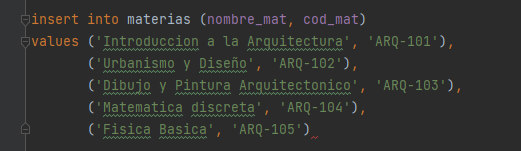 insert into materias (nombre_mat, cod_mat)
values ('Introduccion a la Arquitectura', 'ARQ-101'),
('Urbanismo y Diseño', 'ARQ-102'),
('Dibujo y Pintura Arquitectonico', 'ARQ-103'),
('Matematica discreta', 'ARQ-104'),
('Fisica Basica', 'ARQ-105')